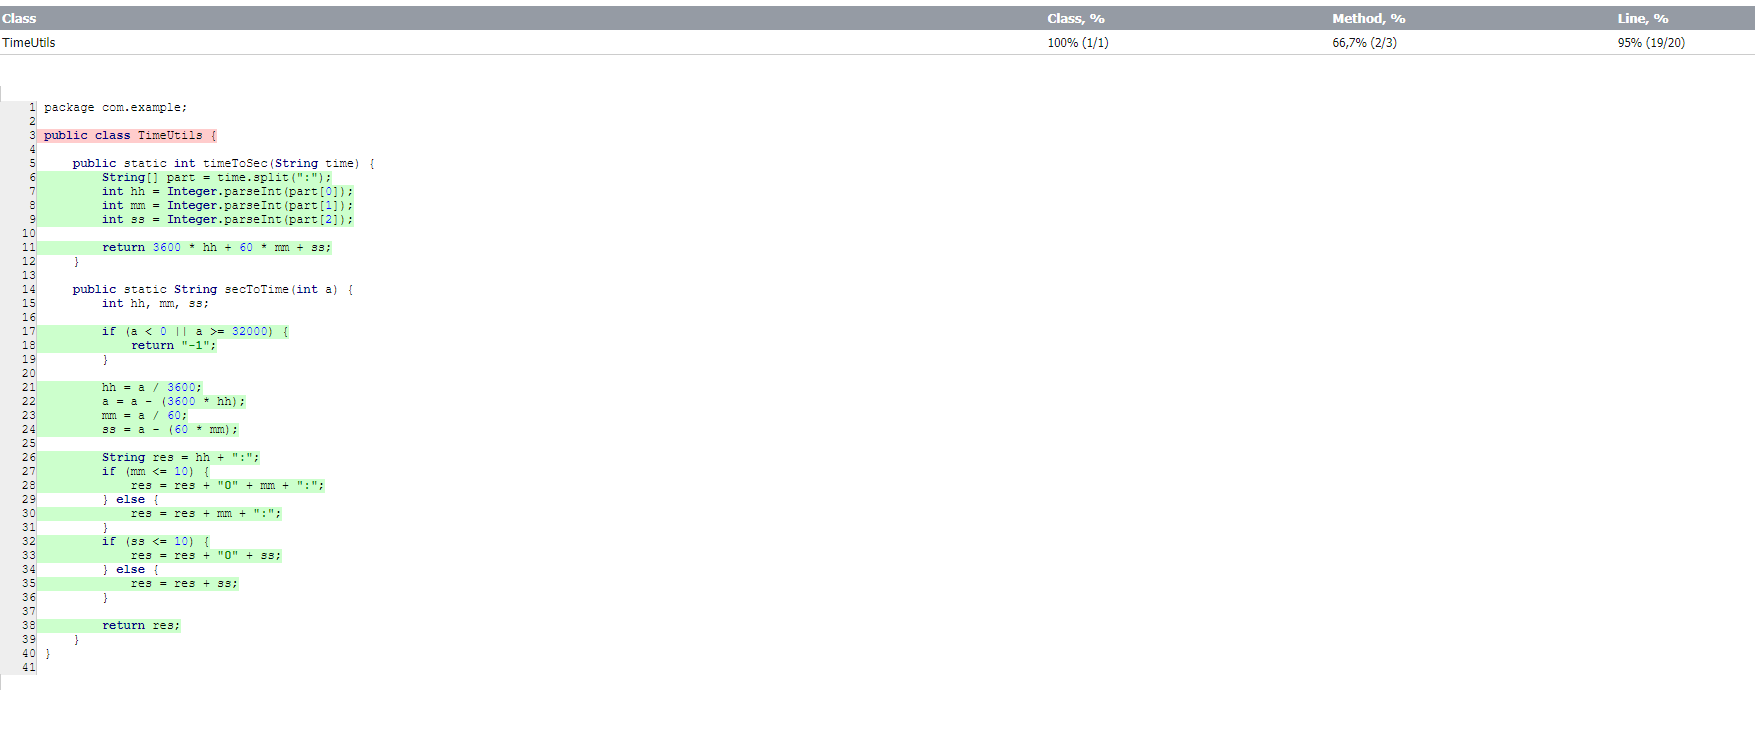 Class Class, % Method, % Line, %
TimeUtils 100% (1/1) 66,7% (2/3) 95% (19/20)
1 package com.example;
2
3 public class TimeUtils {
4
5     public static int timeToSec(String time) {
6         String[] part = time.split(":");
7         int hh = Integer.parseInt(part[0]);
8         int mm = Integer.parseInt(part[1]);
9         int ss = Integer.parseInt(part[2]);
10
11         return 3600 * hh + 60 * mm + ss;
12     }
13
14     public static String secToTime(int a) {
15         int hh, mm, ss;
16
17         if (a < 0 || a >= 32000) {
18             return "-1";
19         }
20
21         hh = a / 3600;
22         a = a - (3600 * hh);
23         mm = a / 60;
24         ss = a - (60 * mm);
25
26         String res = hh + ":";
27         if (mm <= 10) {
28             res = res + "0" + mm + ":";
29         } else {
30             res = res + mm + ":";
31         }
32         if (ss <= 10) {
33             res = res + "0" + ss;
34         } else {
35             res = res + ss;
36         }
37
38         return res;
39     }
40 }
41